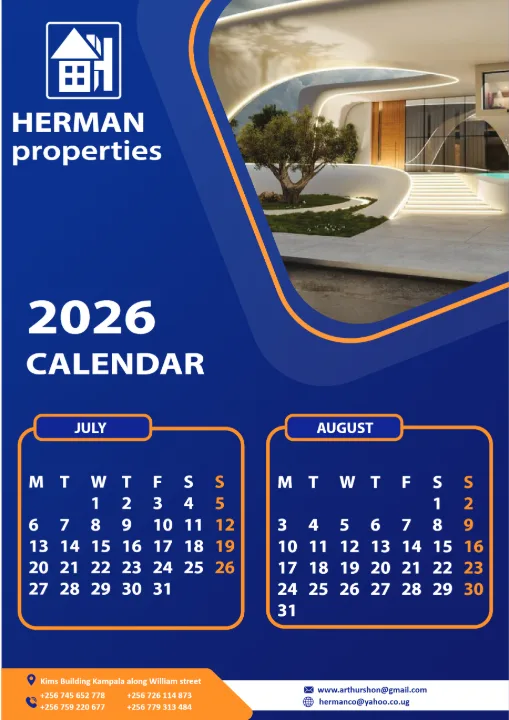 HERMAN
properties
2026
CALENDAR
JULY
M T W T F S S
1 2 3 4 5
6 7 8 9 10 11 12
13 14 15 16 17 18 19
20 21 22 23 24 25 26
27 28 29 30 31
AUGUST
M T W T F S S
1 2
3 4 5 6 7 8 9
10 11 12 13 14 15 16
17 18 19 20 21 22 23
24 25 26 27 28 29 30
31
Kims Building Kampala along William street
+256 745 652 778 +256 726 114 873
+256 759 220 677 +256 779 313 484
www.arthurshon@gmail.com
hermanco@yahoo.co.ug